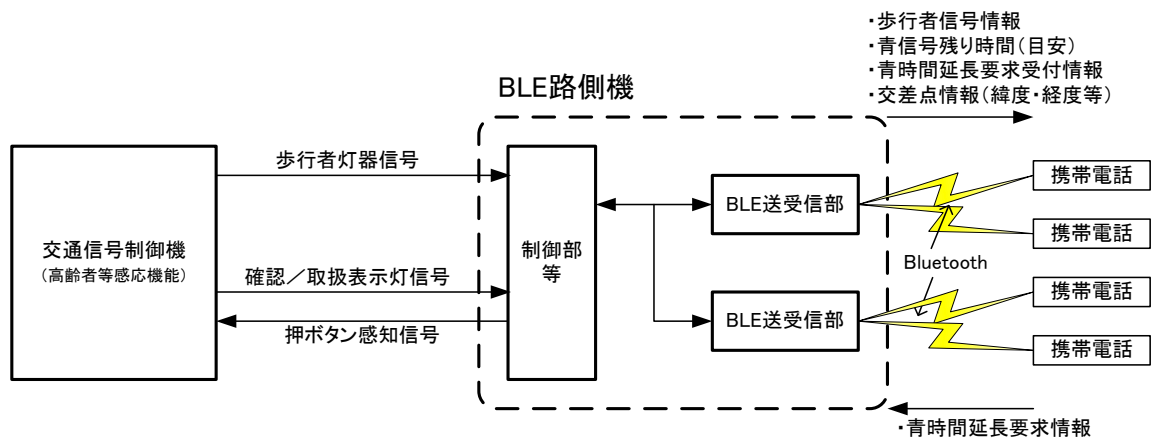 ・歩行者信号情報
・青信号残り時間(目安)
・青時間延長要求受付情報
・交差点情報(緯度・経度等)
BLE路側機
歩行者灯器信号
携帯電話
BLE送受信部
携帯電話
交通信号制御機
(高齢者等感応機能)
制御部
等
確認/取扱表示灯信号
Bluetooth
携帯電話
BLE送受信部
押ボタン感知信号
携帯電話
・青時間延長要求情報